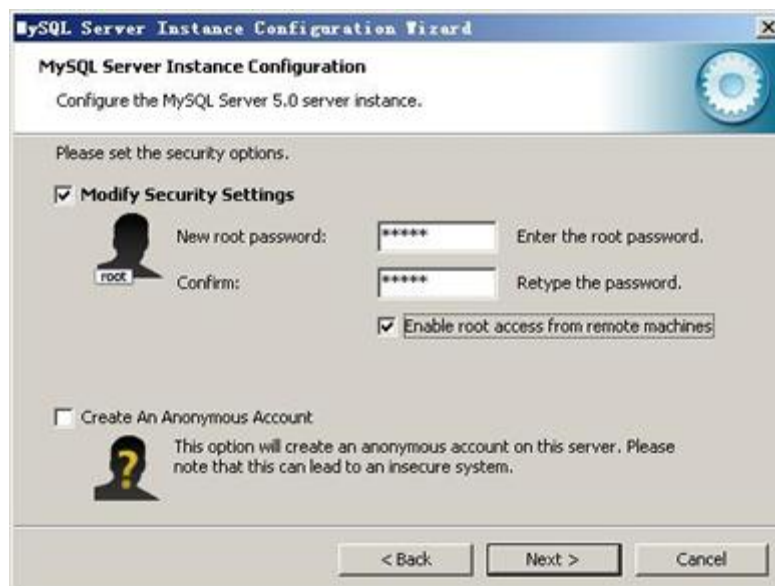 MySQL Server Instance Configuration Wizard
MySQL Server Instance Configuration
Configure the MySQL Server 5.0 server instance.
Please set the security options.
Modify Security Settings
root
New root password: ***** Enter the root password.
Confirm: ***** Retype the password.
Enable root access from remote machines
Create An Anonymous Account
?
This option will create an anonymous account on this server. Please
note that this can lead to an insecure system.
< Back Next > Cancel